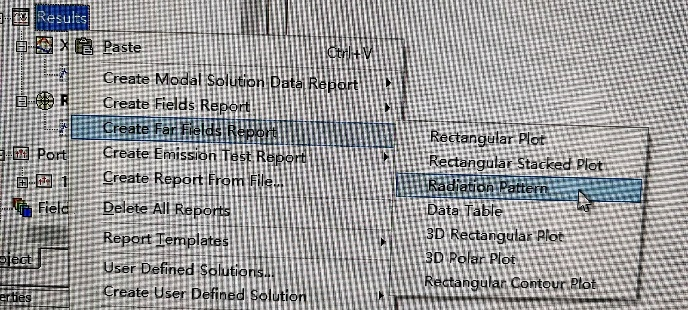 Results
Paste Ctrl+V
Create Modal Solution Data Report
Create Fields Report
Create Far Fields Report
Create Emission Test Report
Create Report From File...
Delete All Reports
Report Templates
User Defined Solutions...
Create User Defined Solution
Rectangular Plot
Rectangular Stacked Plot
Radiation Pattern
Data Table
3D Rectangular Plot
3D Polar Plot
Rectangular Contour Plot
X
R
Port
1
Field
oject
erties